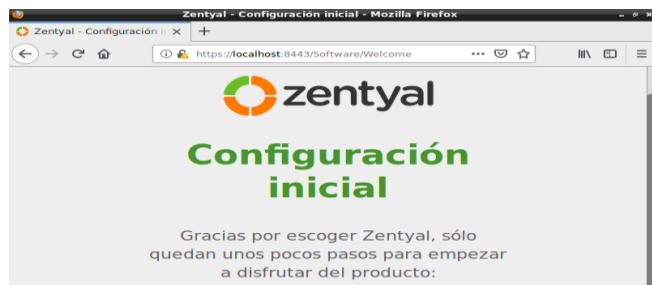 Zentyal - Configuración inicial - Mozilla Firefox
Zentyal - Configuración i
https://localhost:8443/Software/Welcome
zentyal
Configuración
inicial
Gracias por escoger Zentyal, sólo
quedan unos pocos pasos para empezar
a disfrutar del producto: